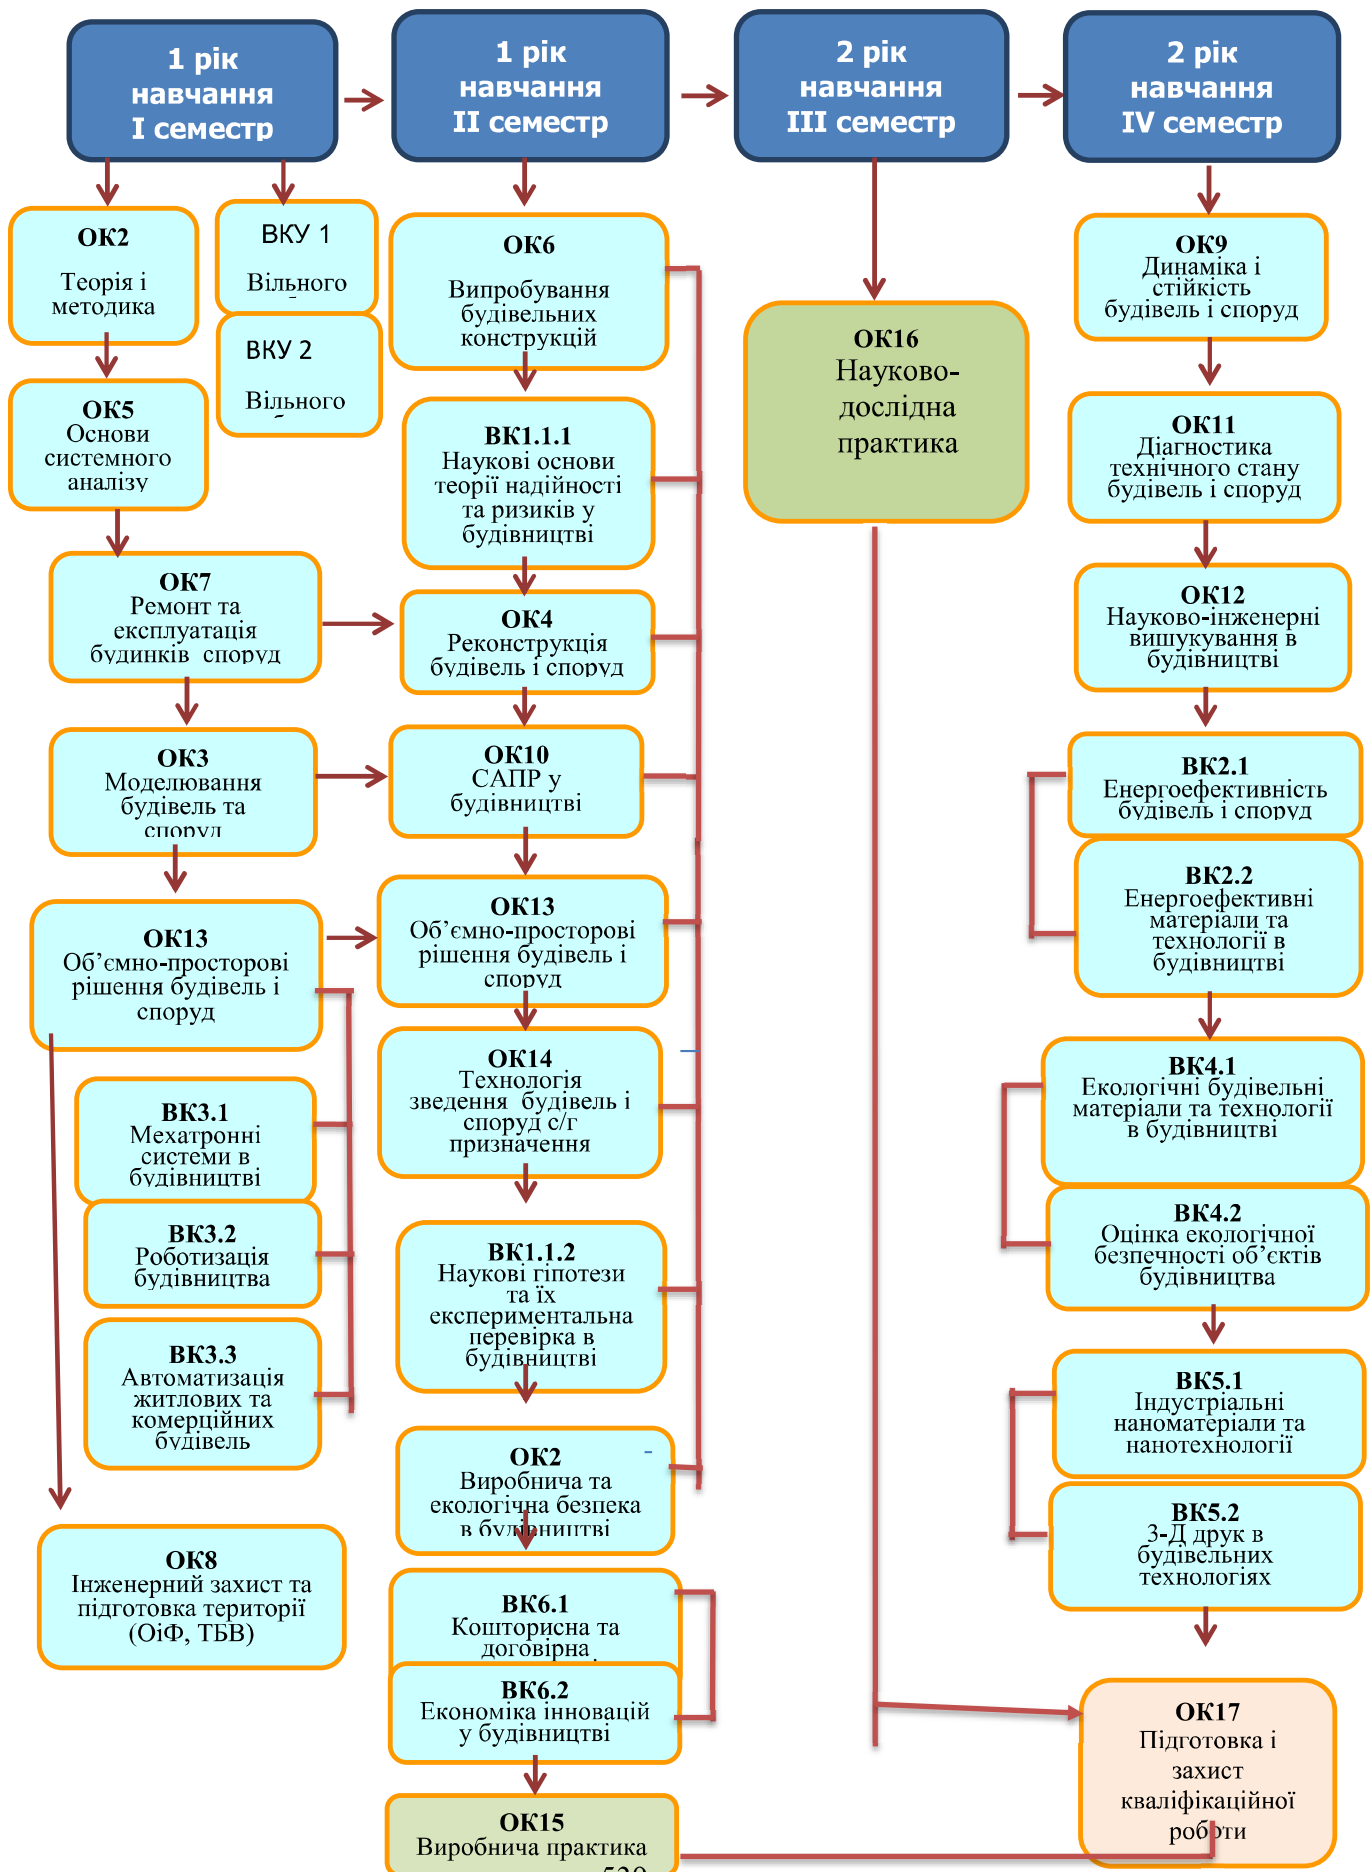 1 рік
навчання
I семестр
1 рік
навчання
II семестр
2 рік
навчання
III семестр
2 рік
навчання
IV семестр
ОК2
Теорія і
методика
ВКУ 1
Вільного
ВКУ 2
Вільного
ОК5
Основи
системного
аналізу
ОК7
Ремонт та
експлуатація
будинків споруд
ОК3
Моделювання
будівель та
споруд
ОК13
Об’ємно-просторові
рішення будівель і
споруд
ВК3.1
Мехатронні
системи в
будівництві
ВК3.2
Роботизація
будівництва
ВК3.3
Автоматизація
житлових та
комерційних
будівель
ОК8
Інженерний захист та
підготовка території
(ОіФ, ТБВ)
ОК6
Випробування
будівельних
конструкцій
ВК1.1.1
Наукові основи
теорії надійності
та ризиків у
будівництві
ОК4
Реконструкція
будівель і споруд
ОК10
САПР у
будівництві
ОК13
Об’ємно-просторові
рішення будівель і
споруд
ОК14
Технологія
зведення будівель і
споруд с/г
призначення
ВК1.1.2
Наукові гіпотези
та їх
експериментальна
перевірка в
будівництві
ОК2
Виробнича та
екологічна безпека
в будівництві
ВК6.1
Кошторисна та
договірна
ВК6.2
Економіка інновацій
у будівництві
ОК15
Виробнича практика
ОК16
Науково-
дослідна
практика
ОК9
Динаміка і
стійкість
будівель і споруд
ОК11
Діагностика
технічного стану
будівель і споруд
ОК12
Науково-інженерні
вишукування в
будівництві
ВК2.1
Енергоефективність
будівель і споруд
ВК2.2
Енергоефективні
матеріали та
технології в
будівництві
ВК4.1
Екологічні будівельні
матеріали та технології
в будівництві
ВК4.2
Оцінка екологічної
безпечності об’єктів
будівництва
ВК5.1
Індустріальні
наноматеріали та
нанотехнології
ВК5.2
3-Д друк в
будівельних
технологіях
ОК17
Підготовка і
захист
кваліфікаційної
роботи